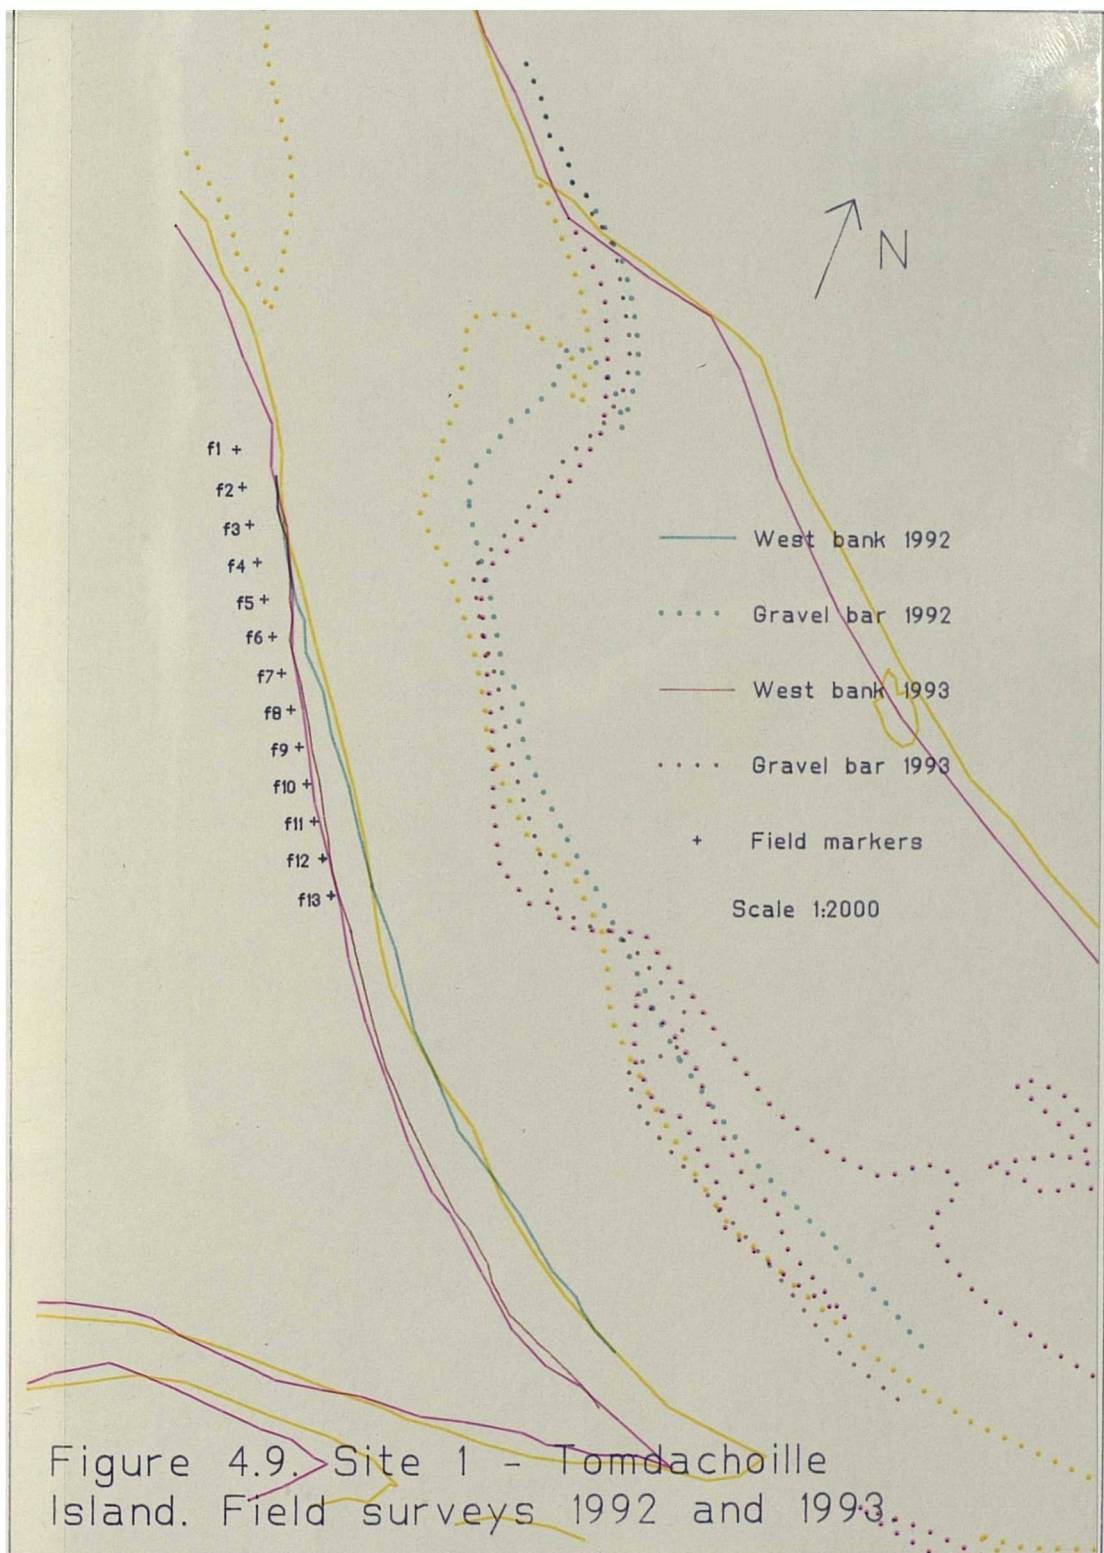 N
f1 +
f2 +
f3 +
f4 +
f5 +
f6 +
f7 +
f8 +
f9 +
f10 +
f11 +
f12 +
f13 +
West bank 1992
Gravel bar 1992
West bank 1993
Gravel bar 1993
+ Field markers
Scale 1:2000
Figure 4.9. Site 1 - Tomdachoille
Island. Field surveys 1992 and 1993